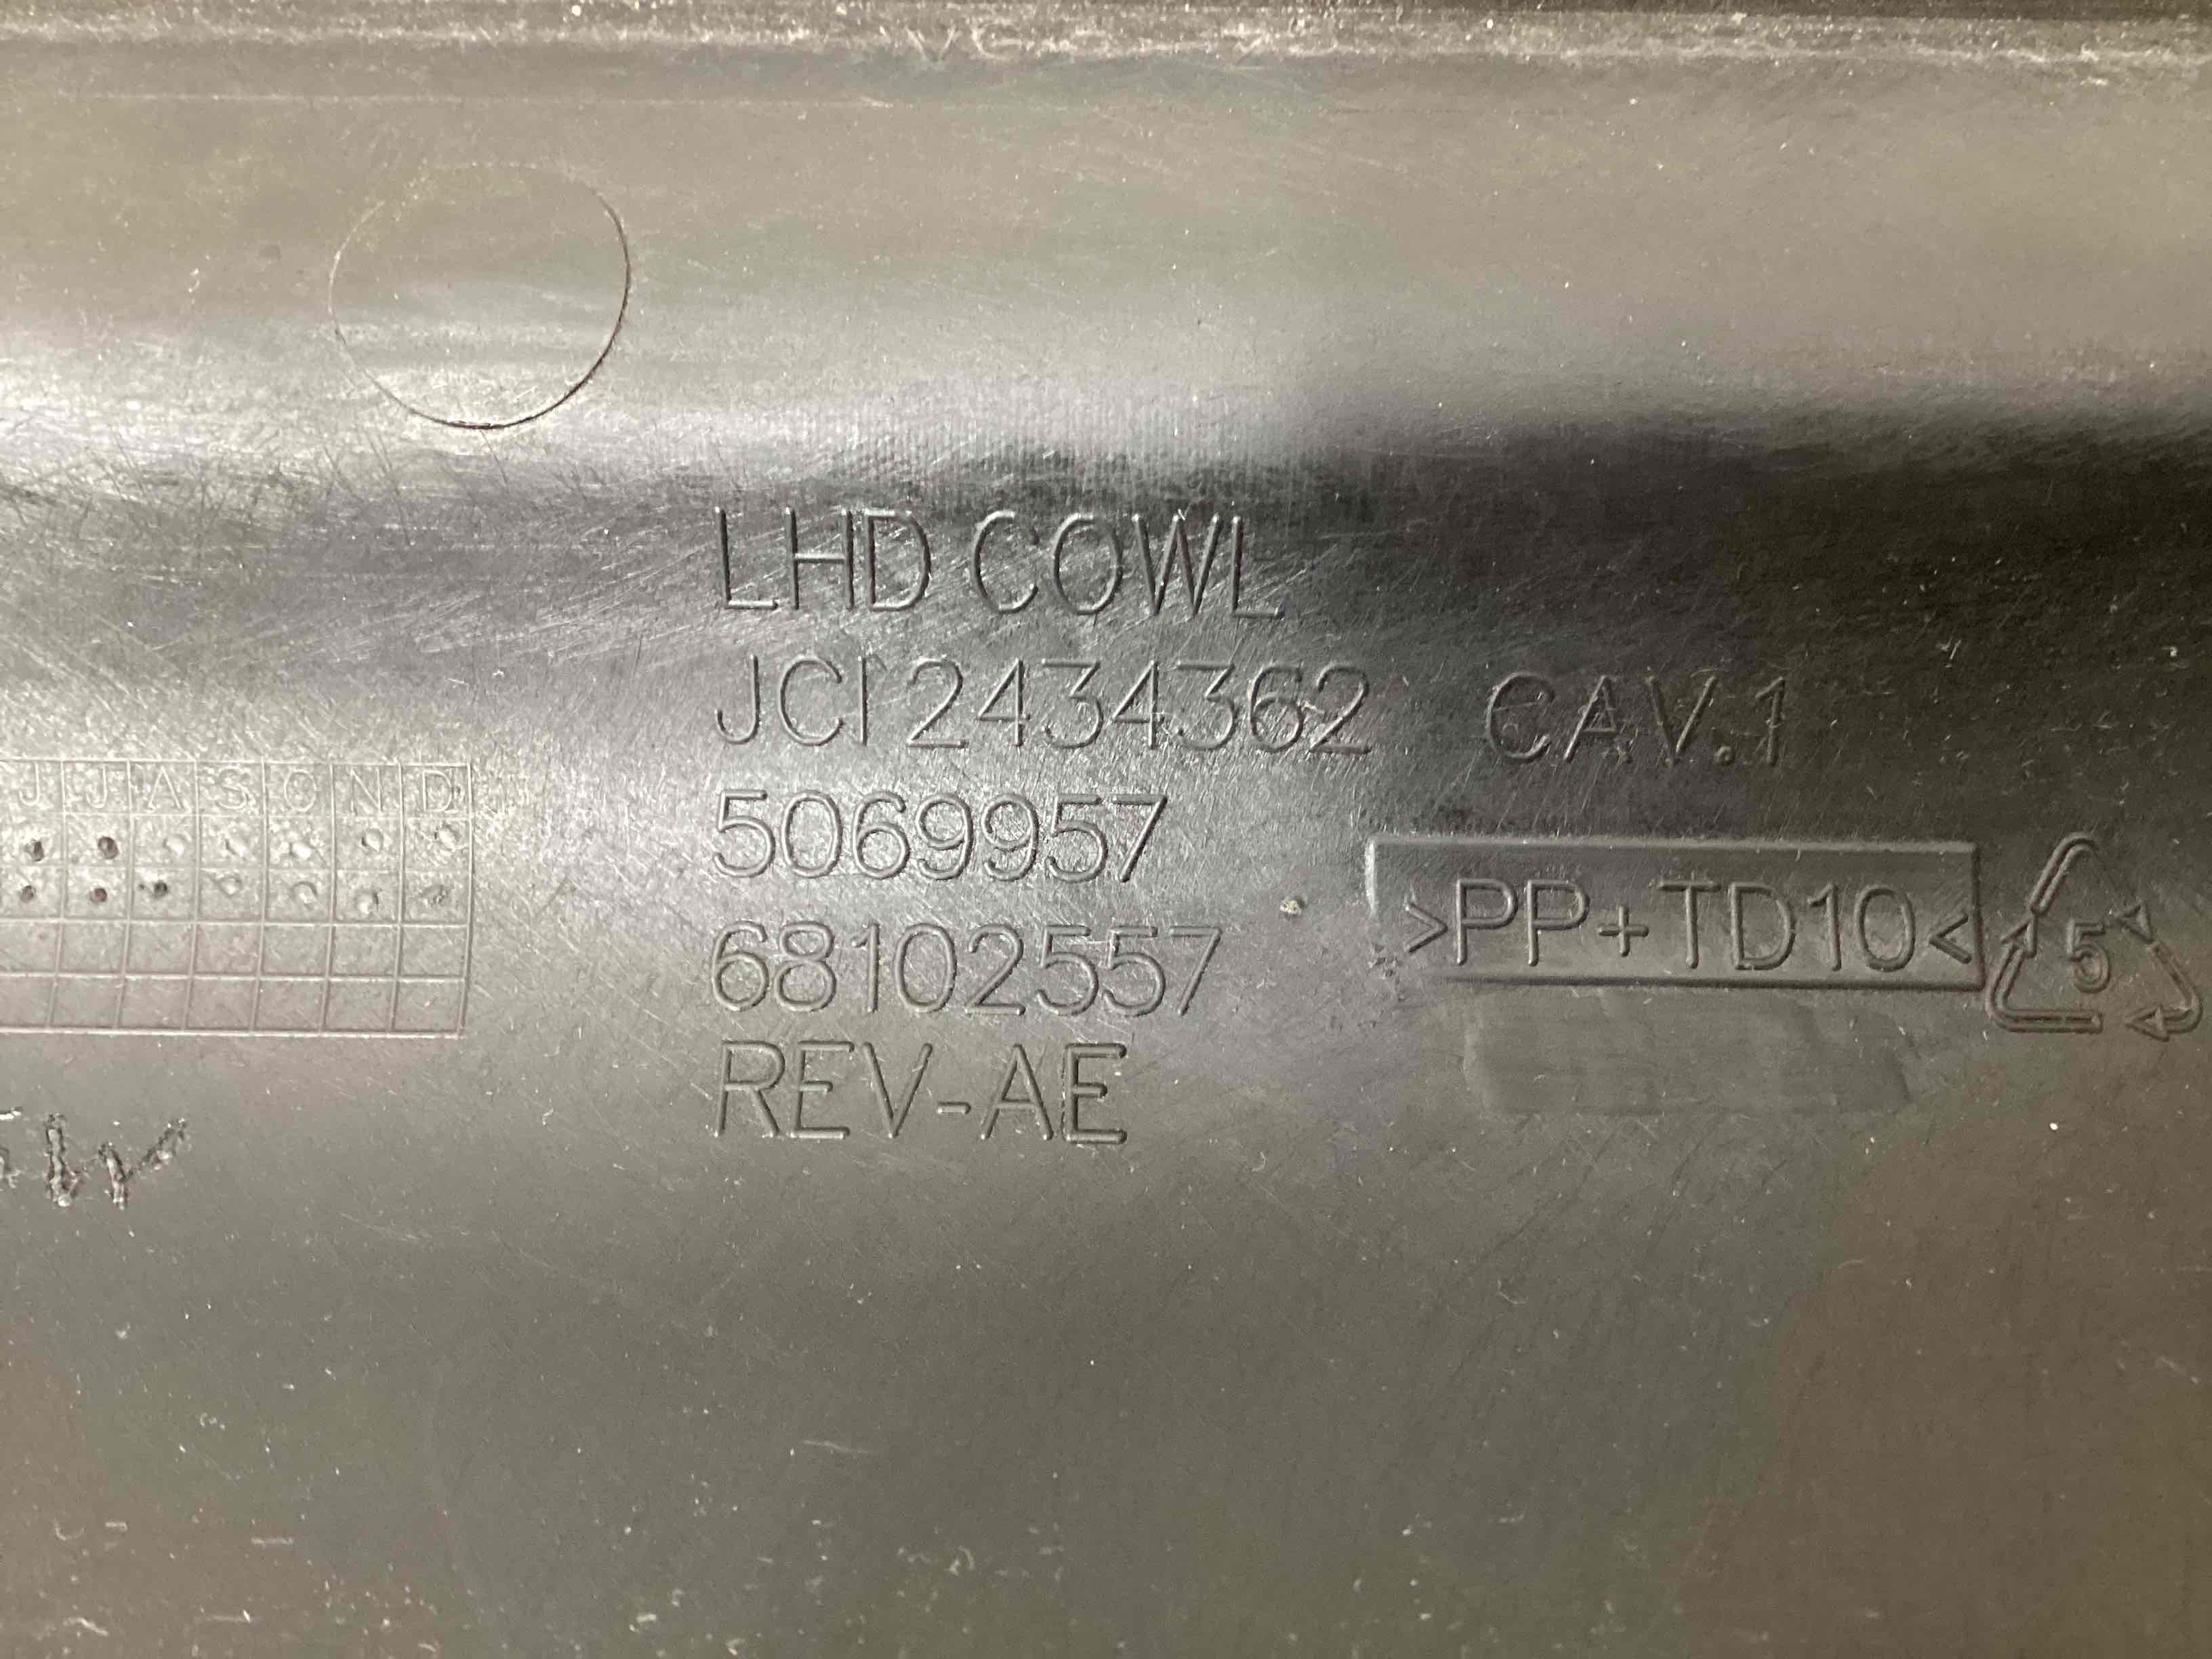 LHD COWL
JCI 2434362 CAV.1
J J A S O N D
5069957
>PP+TD10<
5
68102557
REV-AE